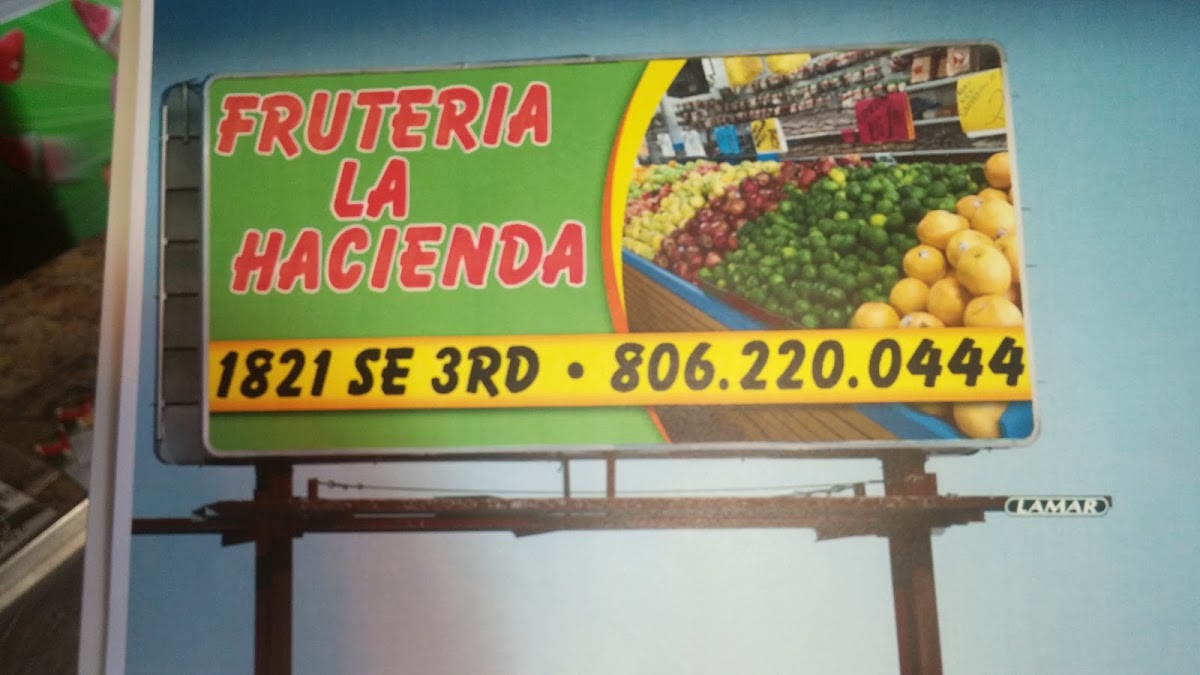 FRUTERIA
LA
HACIENDA
1821 SE 3RD • 806.220.0444
LAMAR